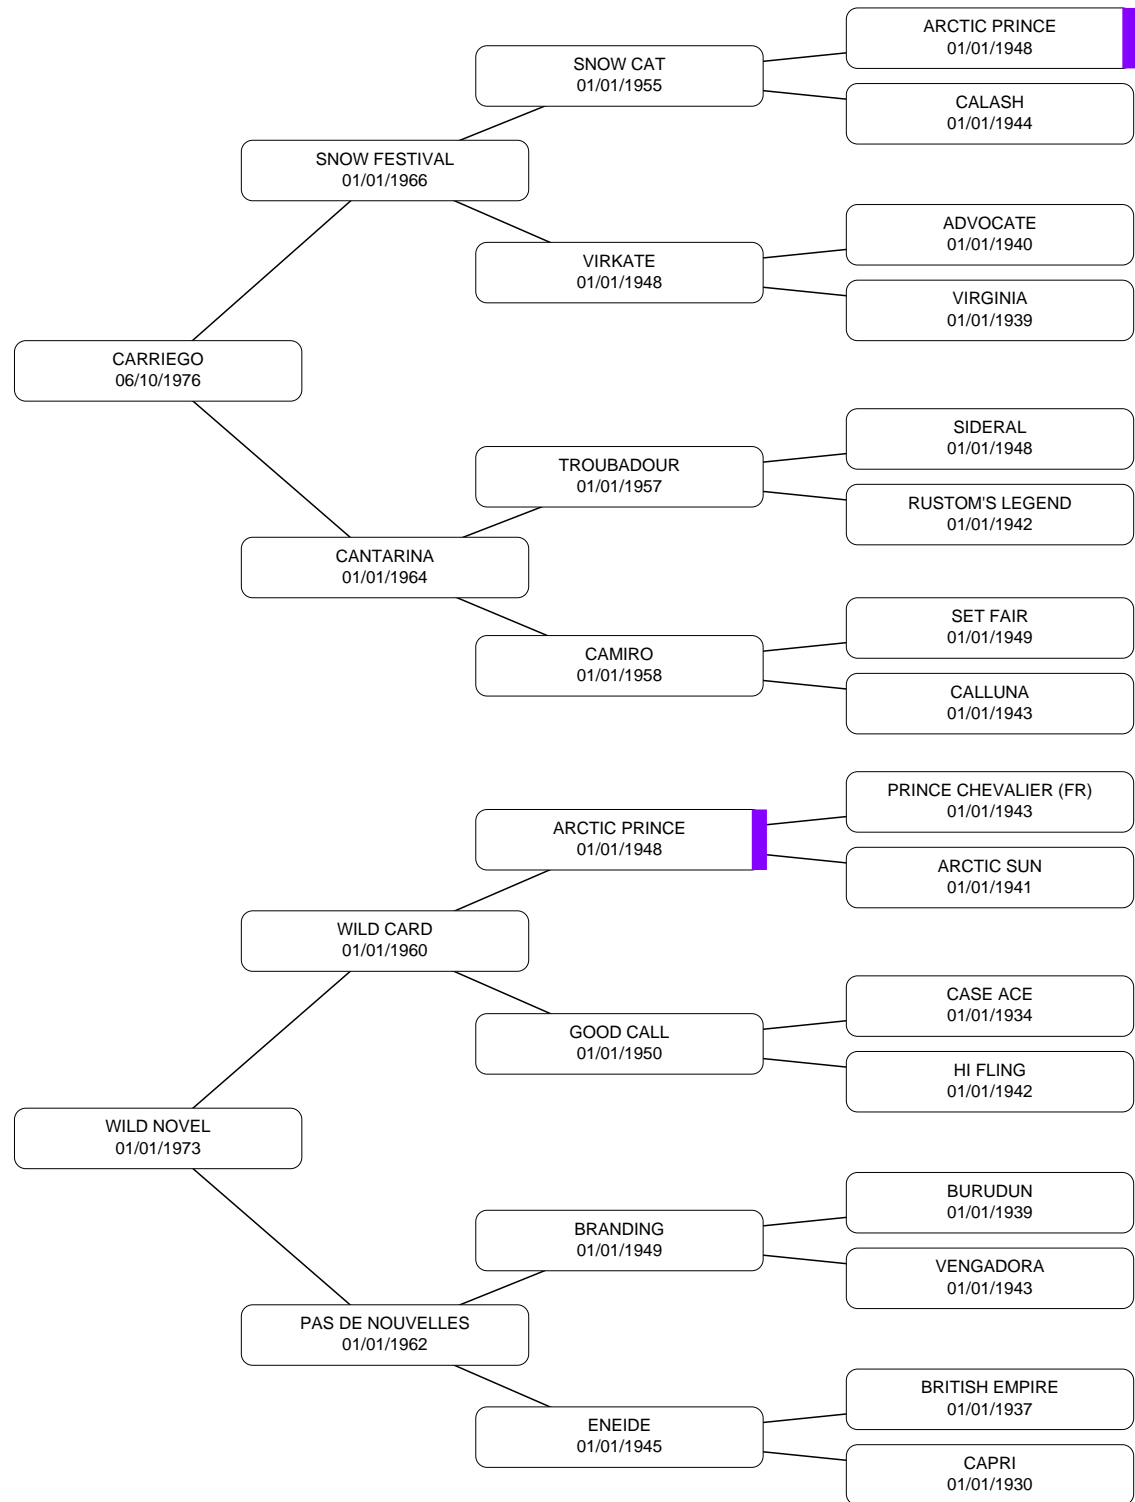 ARCTIC PRINCE
01/01/1948
SNOW CAT
01/01/1955
CALASH
01/01/1944
SNOW FESTIVAL
01/01/1966
ADVOCATE
01/01/1940
VIRKATE
01/01/1948
VIRGINIA
01/01/1939
CARRIEGO
06/10/1976
SIDERAL
01/01/1948
TROUBADOUR
01/01/1957
RUSTOM'S LEGEND
01/01/1942
CANTARINA
01/01/1964
SET FAIR
01/01/1949
CAMIRO
01/01/1958
CALLUNA
01/01/1943
PRINCE CHEVALIER (FR)
01/01/1943
ARCTIC PRINCE
01/01/1948
ARCTIC SUN
01/01/1941
WILD CARD
01/01/1960
CASE ACE
01/01/1934
GOOD CALL
01/01/1950
HI FLING
01/01/1942
WILD NOVEL
01/01/1973
BURUDUN
01/01/1939
BRANDING
01/01/1949
VENGADORA
01/01/1943
PAS DE NOUVELLES
01/01/1962
BRITISH EMPIRE
01/01/1937
ENEIDE
01/01/1945
CAPRI
01/01/1930